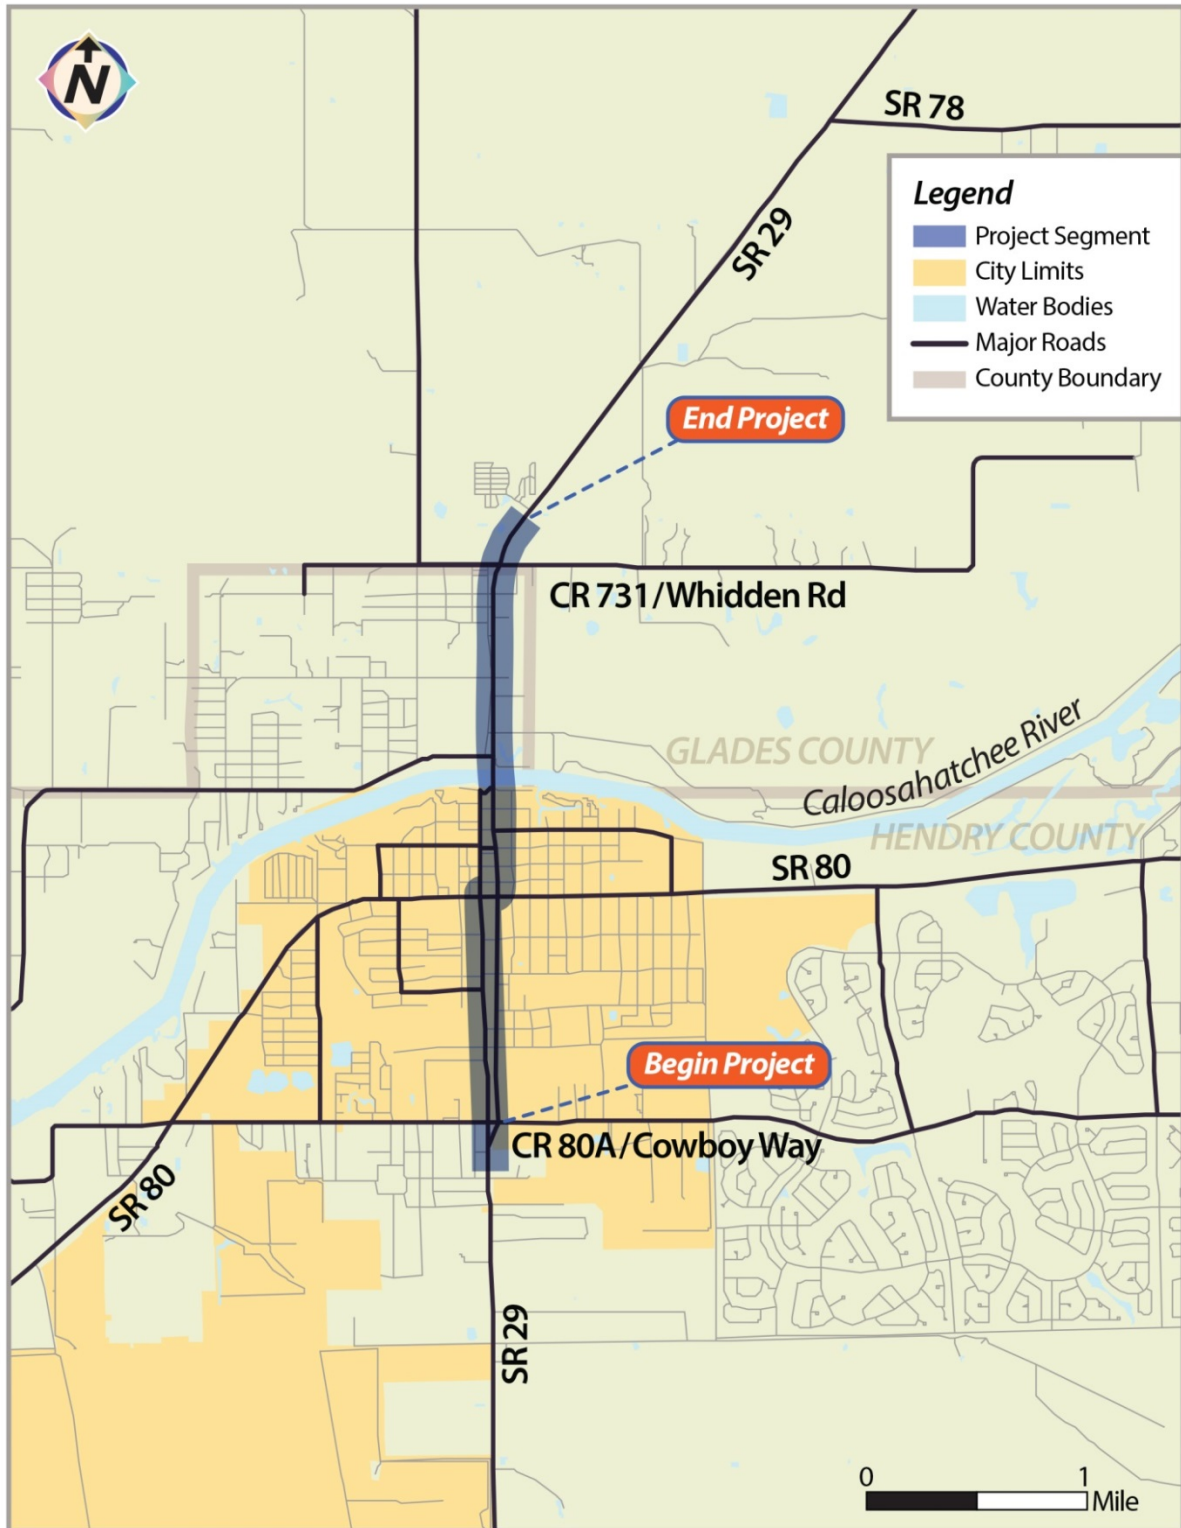 N
SR 78
Legend
Project Segment
City Limits
Water Bodies
Major Roads
County Boundary
SR 29
End Project
CR 731/Whidden Rd
GLADES COUNTY
Caloosahatchee River
HENDRY COUNTY
SR 80
Begin Project
CR 80A/Cowboy Way
SR 80
SR 29
0 1
Mile